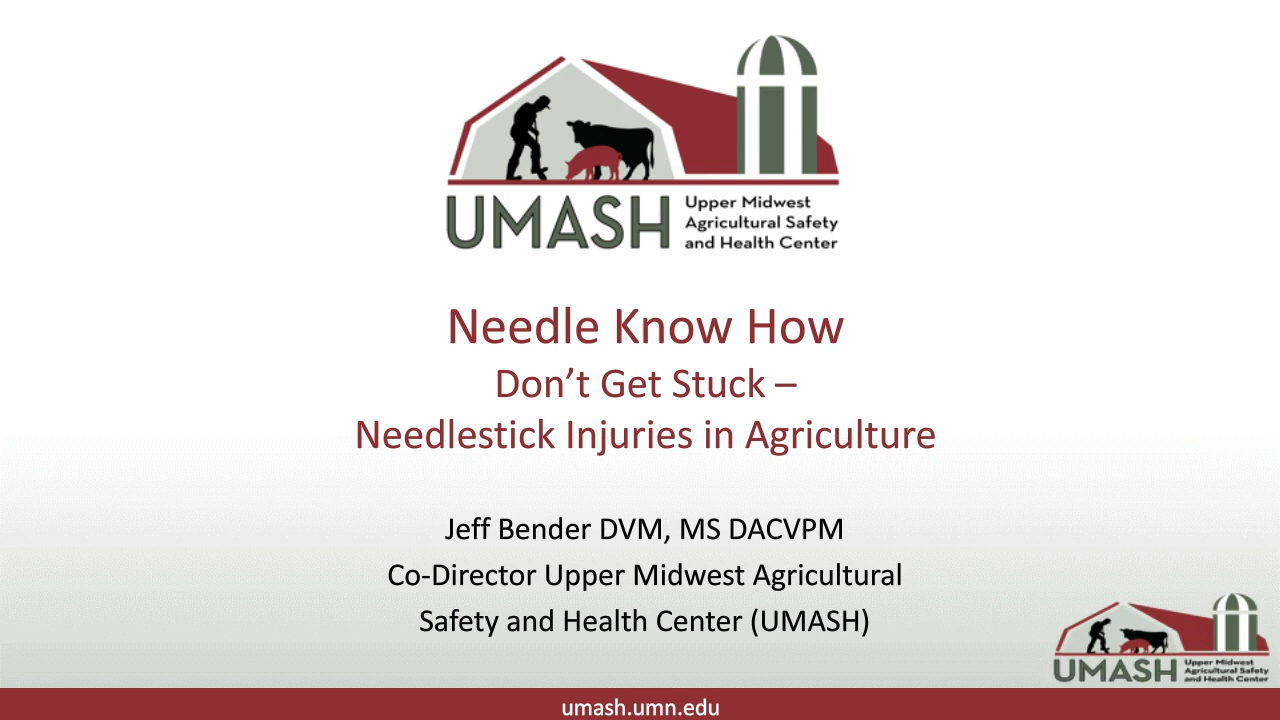 UMASH
Upper Midwest
Agricultural Safety
and Health Center
Needle Know How
Don’t Get Stuck –
Needlestick Injuries in Agriculture
Jeff Bender DVM, MS DACVPM
Co-Director Upper Midwest Agricultural
Safety and Health Center (UMASH)
UMASH
Upper Midwest
Agricultural Safety
and Health Center
umash.umn.edu